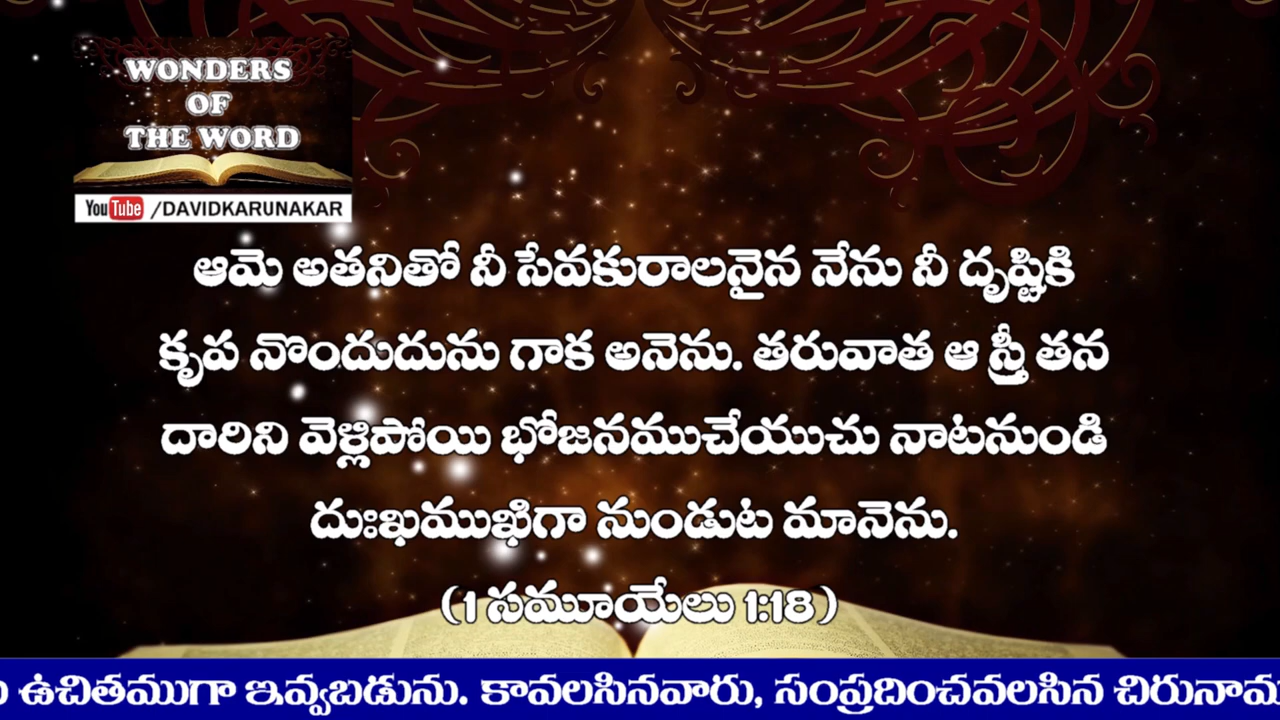 WONDERS
OF
THE WORD
YouTube /DAVIDKARUNAKAR
ఆమె అతనితో నీ సేవకురాలనైన నేను నీ దృష్టికి
కృప నొందుదును గాక అనెను. తరువాత ఆ స్త్రీ తన
దారిని వెళ్లిపోయి భోజనముచేయుచు నాటనుండి
దుఃఖముఖిగా నుండుట మానెను.
(1 సమూయేలు 1:18)
ఉచితముగా ఇవ్వబడును. కావలసినవారు, సంప్రదించవలసిన చిరునామ